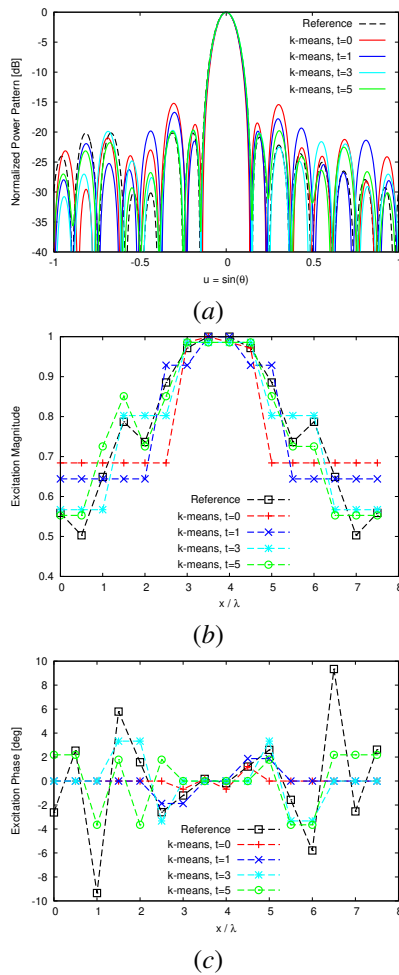 Normalized Power Pattern [dB]
0
-5
-10
-15
-20
-25
-30
-35
-40
Reference
k-means, t=0
k-means, t=1
k-means, t=3
k-means, t=5
-1
-0.5
0
0.5
1
u = sin(θ)
(a)
Excitation Magnitude
1
0.9
0.8
0.7
0.6
0.5
0.4
Reference
k-means, t=0
k-means, t=1
k-means, t=3
k-means, t=5
0 1 2 3 4 5 6 7 8
x / λ
(b)
Excitation Phase [deg]
10
8
6
4
2
0
-2
-4
-6
-8
-10
Reference
k-means, t=0
k-means, t=1
k-means, t=3
k-means, t=5
0 1 2 3 4 5 6 7 8
x / λ
(c)